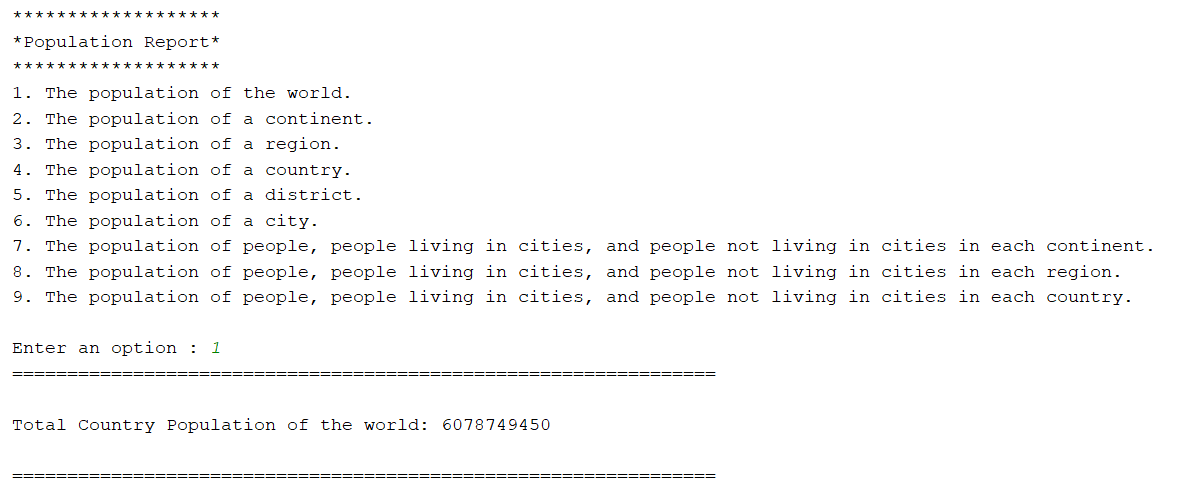 *******************
*Population Report*
*******************
1. The population of the world.
2. The population of a continent.
3. The population of a region.
4. The population of a country.
5. The population of a district.
6. The population of a city.
7. The population of people, people living in cities, and people not living in cities in each continent.
8. The population of people, people living in cities, and people not living in cities in each region.
9. The population of people, people living in cities, and people not living in cities in each country.
Enter an option : 1
================================================================
Total Country Population of the world: 6078749450
================================================================